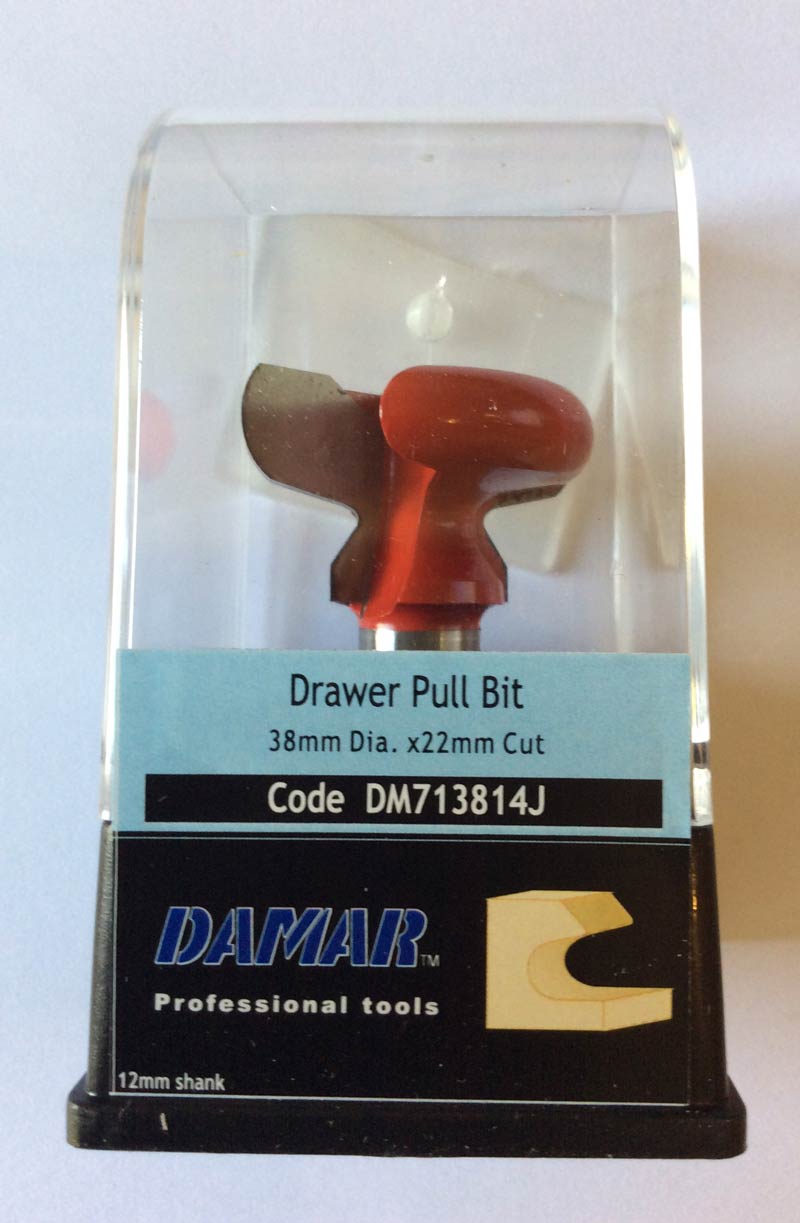 Drawer Pull Bit
38mm Dia. x22mm Cut
Code DM713814J
DAMAR™
Professional tools
12mm shank